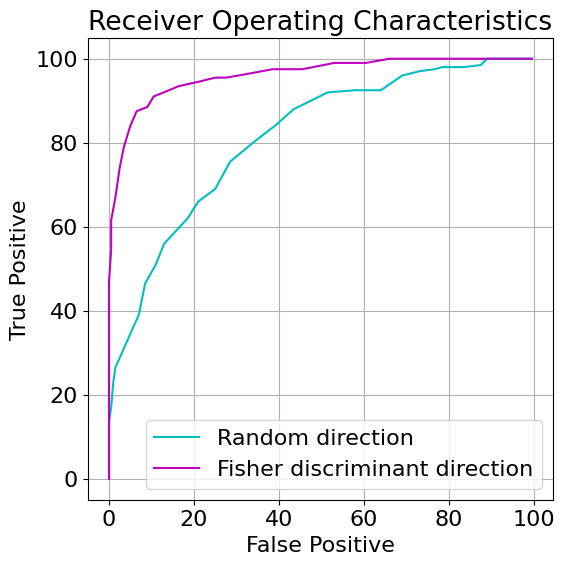 Receiver Operating Characteristics
True Positive
100
80
60
40
20
0
Random direction
Fisher discriminant direction
0 20 40 60 80 100
False Positive